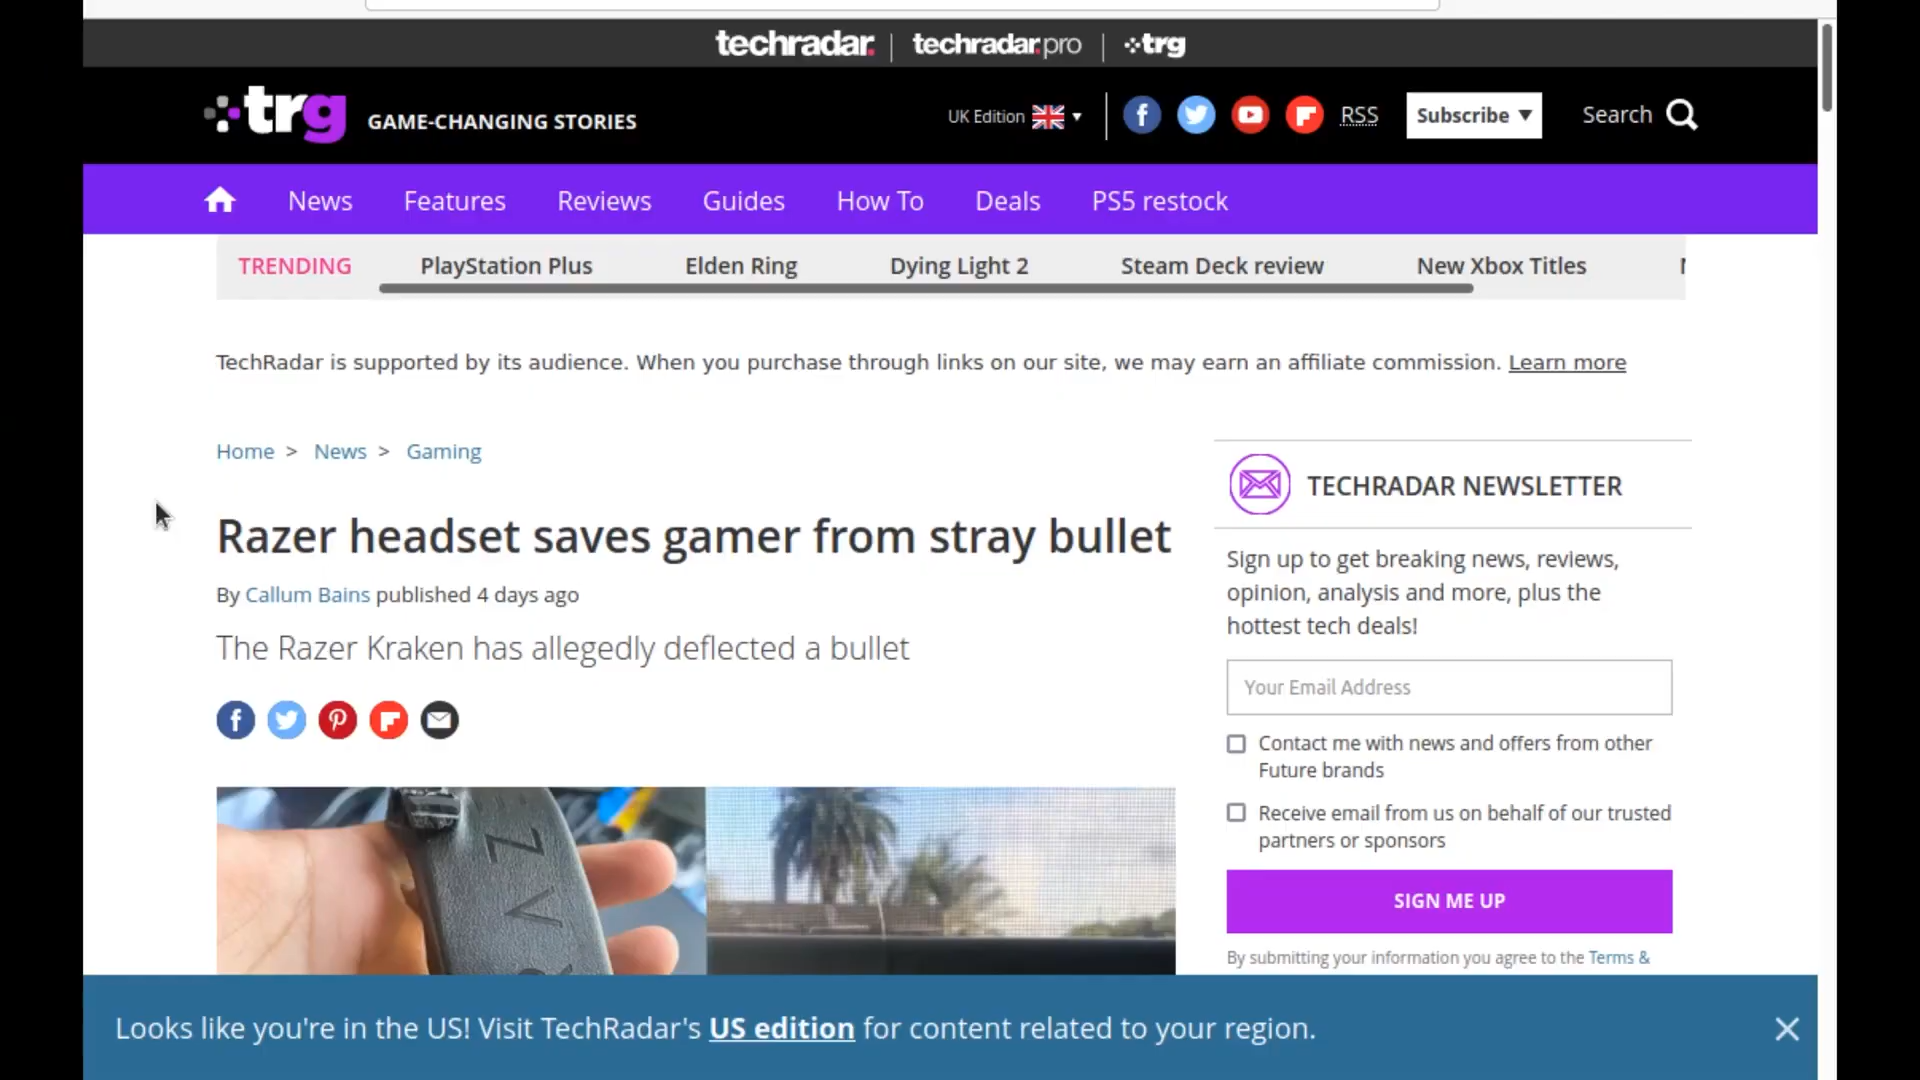 techradar. | techradar.pro | trg
trg GAME-CHANGING STORIES
UK Edition
RSS
Subscribe ▼
Search
News
Features
Reviews
Guides
How To
Deals
PS5 restock
TRENDING
PlayStation Plus
Elden Ring
Dying Light 2
Steam Deck review
New Xbox Titles
TechRadar is supported by its audience. When you purchase through links on our site, we may earn an affiliate commission. Learn more
Home > News > Gaming
Razer headset saves gamer from stray bullet
By Callum Bains published 4 days ago
The Razer Kraken has allegedly deflected a bullet
TECHRADAR NEWSLETTER
Sign up to get breaking news, reviews,
opinion, analysis and more, plus the
hottest tech deals!
Your Email Address
Contact me with news and offers from other
Future brands
Receive email from us on behalf of our trusted
partners or sponsors
SIGN ME UP
By submitting your information you agree to the Terms &
Looks like you're in the US! Visit TechRadar's US edition for content related to your region.